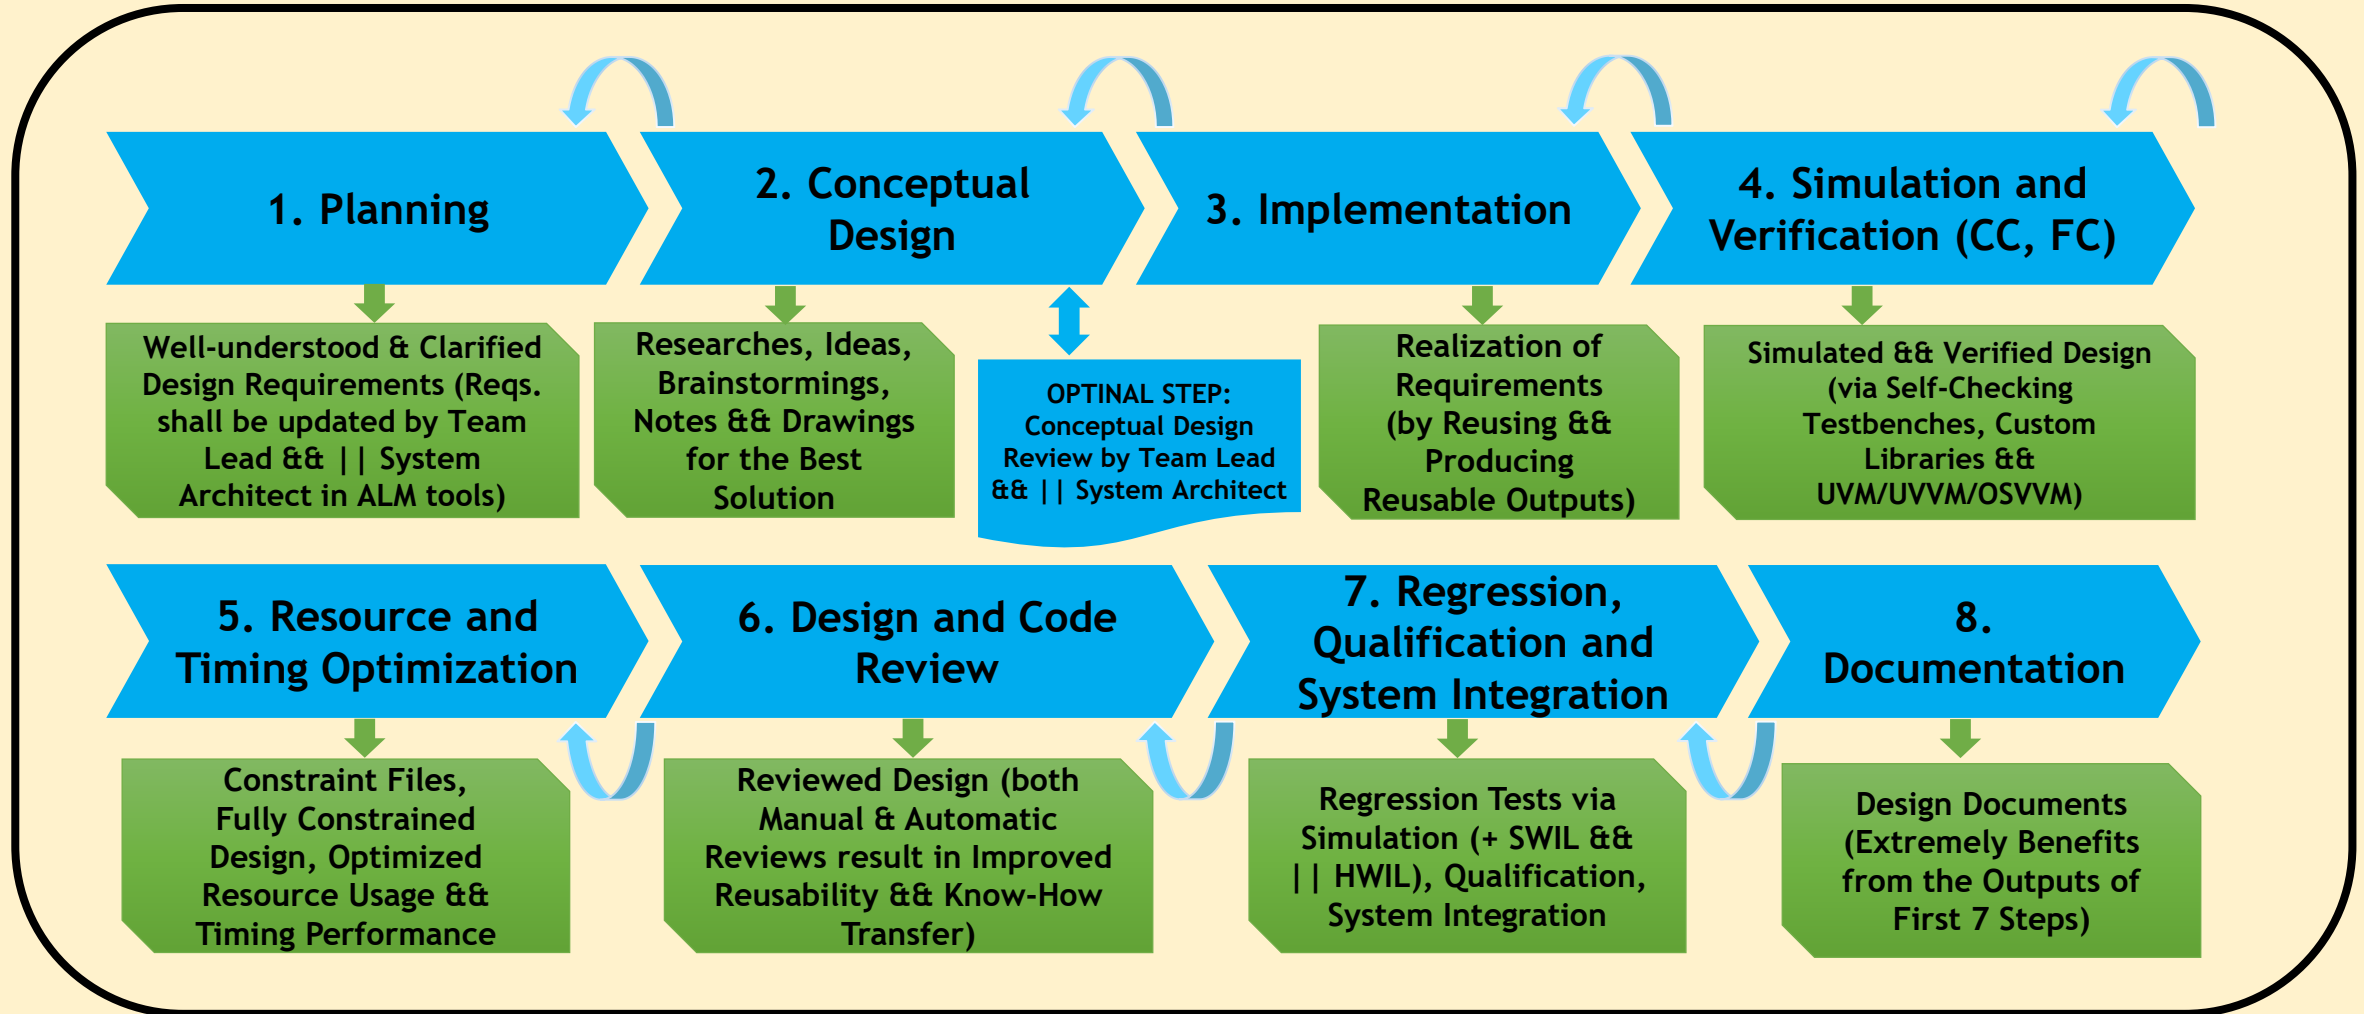 1. Planning
2. Conceptual
Design
3. Implementation
4. Simulation and
Verification (CC, FC)
Well-understood & Clarified
Design Requirements (Reqs.
shall be updated by Team
Lead && || System
Architect in ALM tools)
Researches, Ideas,
Brainstormings,
Notes && Drawings
for the Best
Solution
OPTINAL STEP:
Conceptual Design
Review by Team Lead
&& || System Architect
Realization of
Requirements
(by Reusing &&
Producing
Reusable Outputs)
Simulated && Verified Design
(via Self-Checking
Testbenches, Custom
Libraries &&
UVM/UVVM/OSVVM)
5. Resource and
Timing Optimization
6. Design and Code
Review
7. Regression,
Qualification and
System Integration
8.
Documentation
Constraint Files,
Fully Constrained
Design, Optimized
Resource Usage &&
Timing Performance
Reviewed Design (both
Manual & Automatic
Reviews result in Improved
Reusability && Know-How
Transfer)
Regression Tests via
Simulation (+ SWIL &&
|| HWIL), Qualification,
System Integration
Design Documents
(Extremely Benefits
from the Outputs of
First 7 Steps)